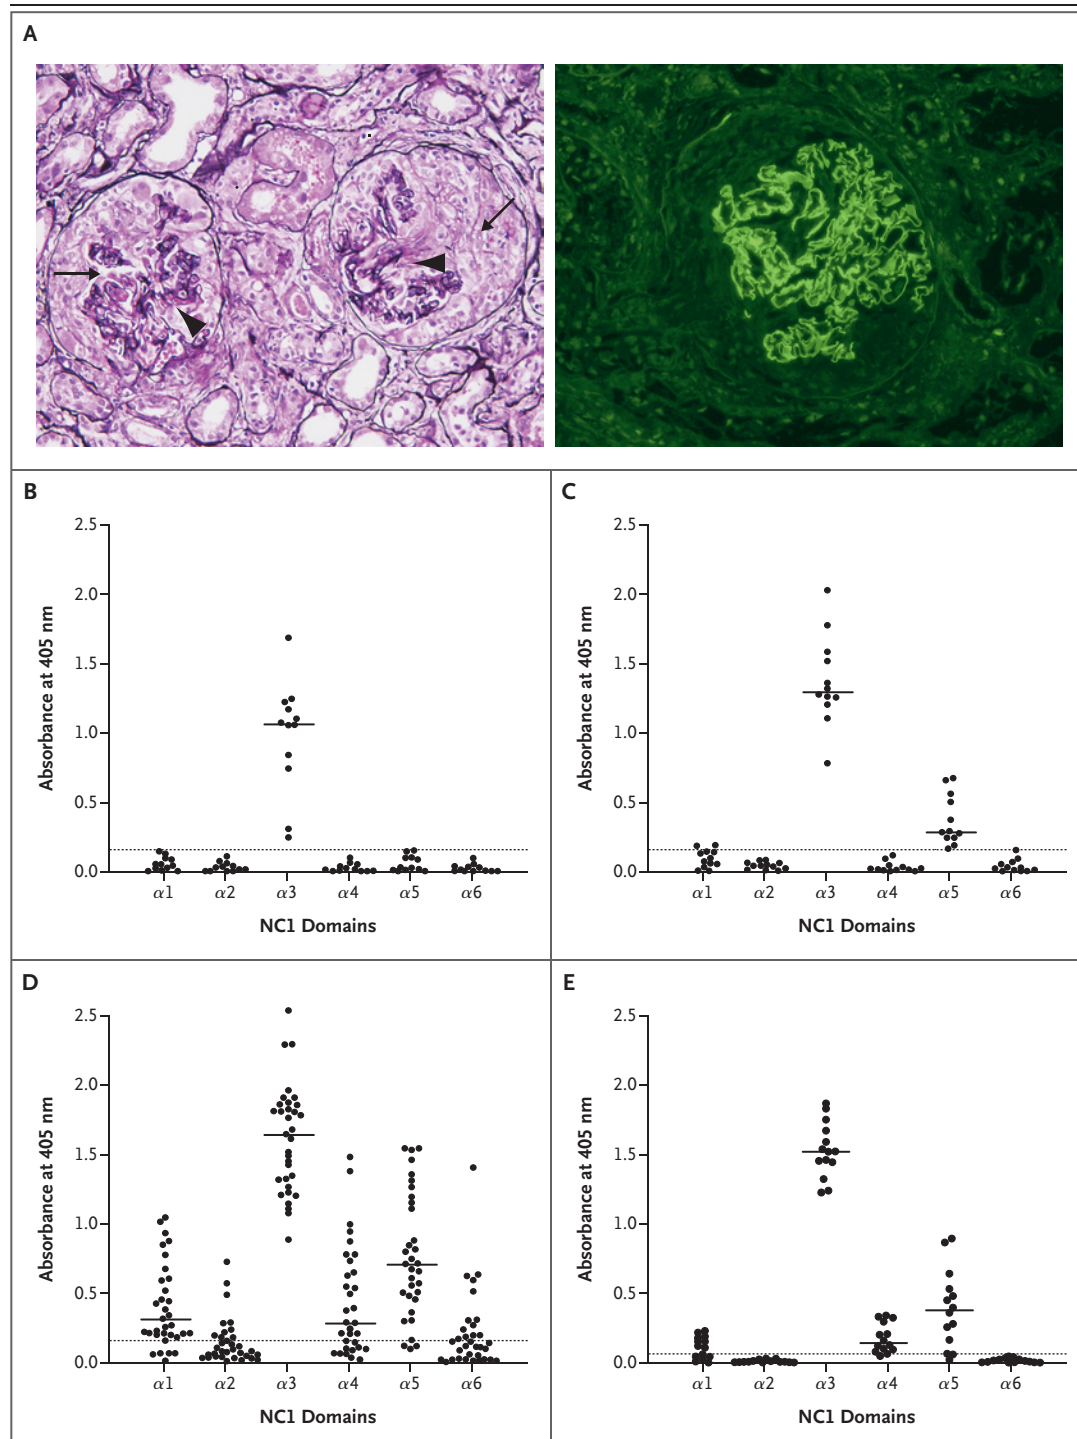 A
B
2.5
2.0
1.5
1.0
0.5
0.0
Absorbance at 405 nm
α1 α2 α3 α4 α5 α6
NC1 Domains
C
2.5
2.0
1.5
1.0
0.5
0.0
Absorbance at 405 nm
α1 α2 α3 α4 α5 α6
NC1 Domains
D
2.5
2.0
1.5
1.0
0.5
0.0
Absorbance at 405 nm
α1 α2 α3 α4 α5 α6
NC1 Domains
E
2.5
2.0
1.5
1.0
0.5
0.0
Absorbance at 405 nm
α1 α2 α3 α4 α5 α6
NC1 Domains